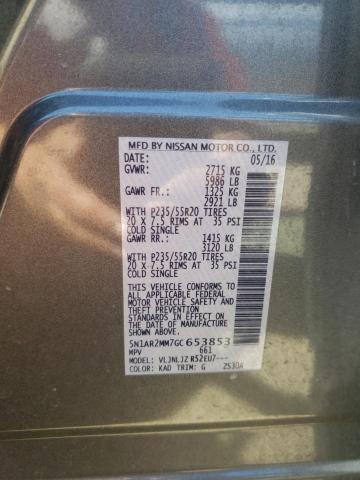 MFD BY NISSAN MOTOR CO., LTD.
DATE: 05/16
GVWR: 2715 KG
5986 LB
GAWR FR.: 1325 KG
2921 LB
WITH P235/55R20 TIRES
20 X 7.5 RIMS AT 35 PSI
COLD SINGLE
GAWR RR.: 1415 KG
3120 LB
WITH P235/55R20 TIRES
20 X 7.5 RIMS AT 35 PSI
COLD SINGLE
THIS VEHICLE CONFORMS TO ALL
APPLICABLE FEDERAL MOTOR
VEHICLE SAFETY, BUMPER, AND
THEFT PREVENTION STANDARDS
IN EFFECT ON THE DATE OF
MANUFACTURE SHOWN ABOVE.
5N1AR2MM7GC653853
MPV 661
MODEL: VLJNLJZ R52EU7---
COLOR: KAD TRIM: G